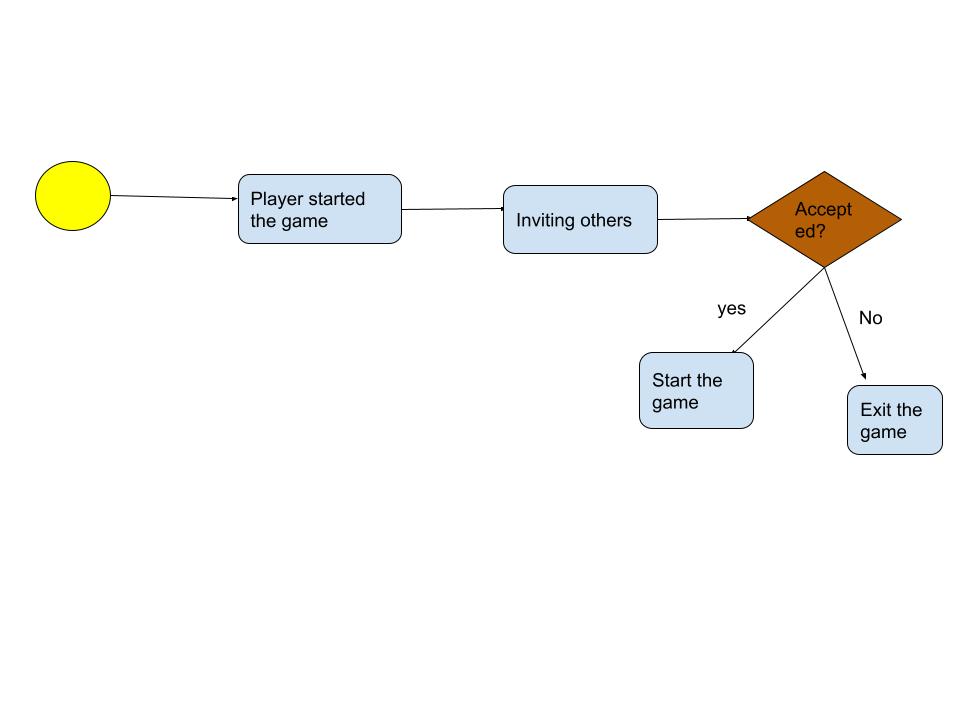 Player started
the game
Inviting others
Accept
ed?
yes
No
Start the
game
Exit the
game